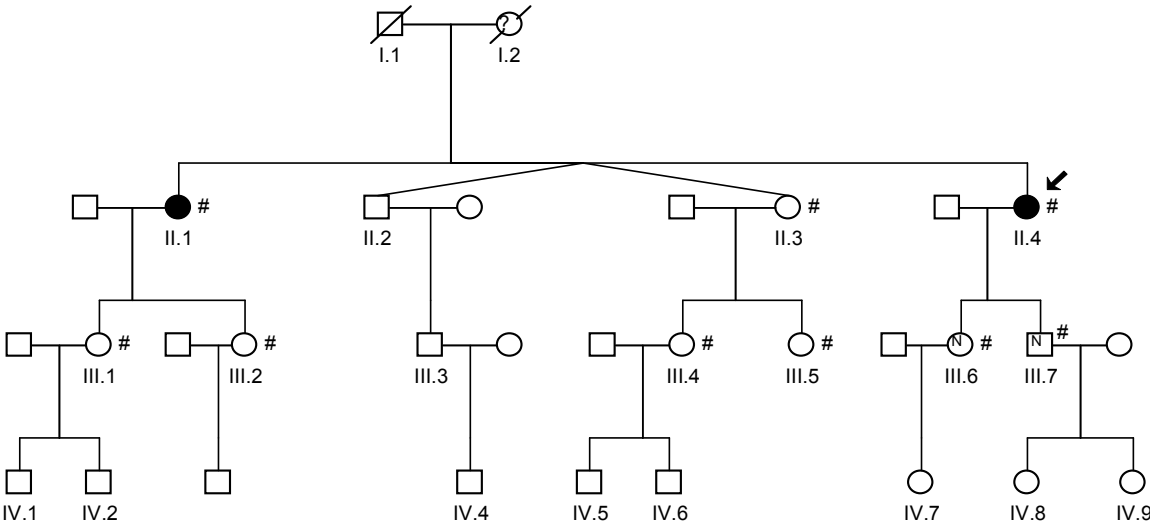 ?
I.1 I.2
# # #
II.1 II.2 II.3 II.4
# # # # N # N #
III.1 III.2 III.3 III.4 III.5 III.6 III.7
IV.1 IV.2 IV.4 IV.5 IV.6 IV.7 IV.8 IV.9